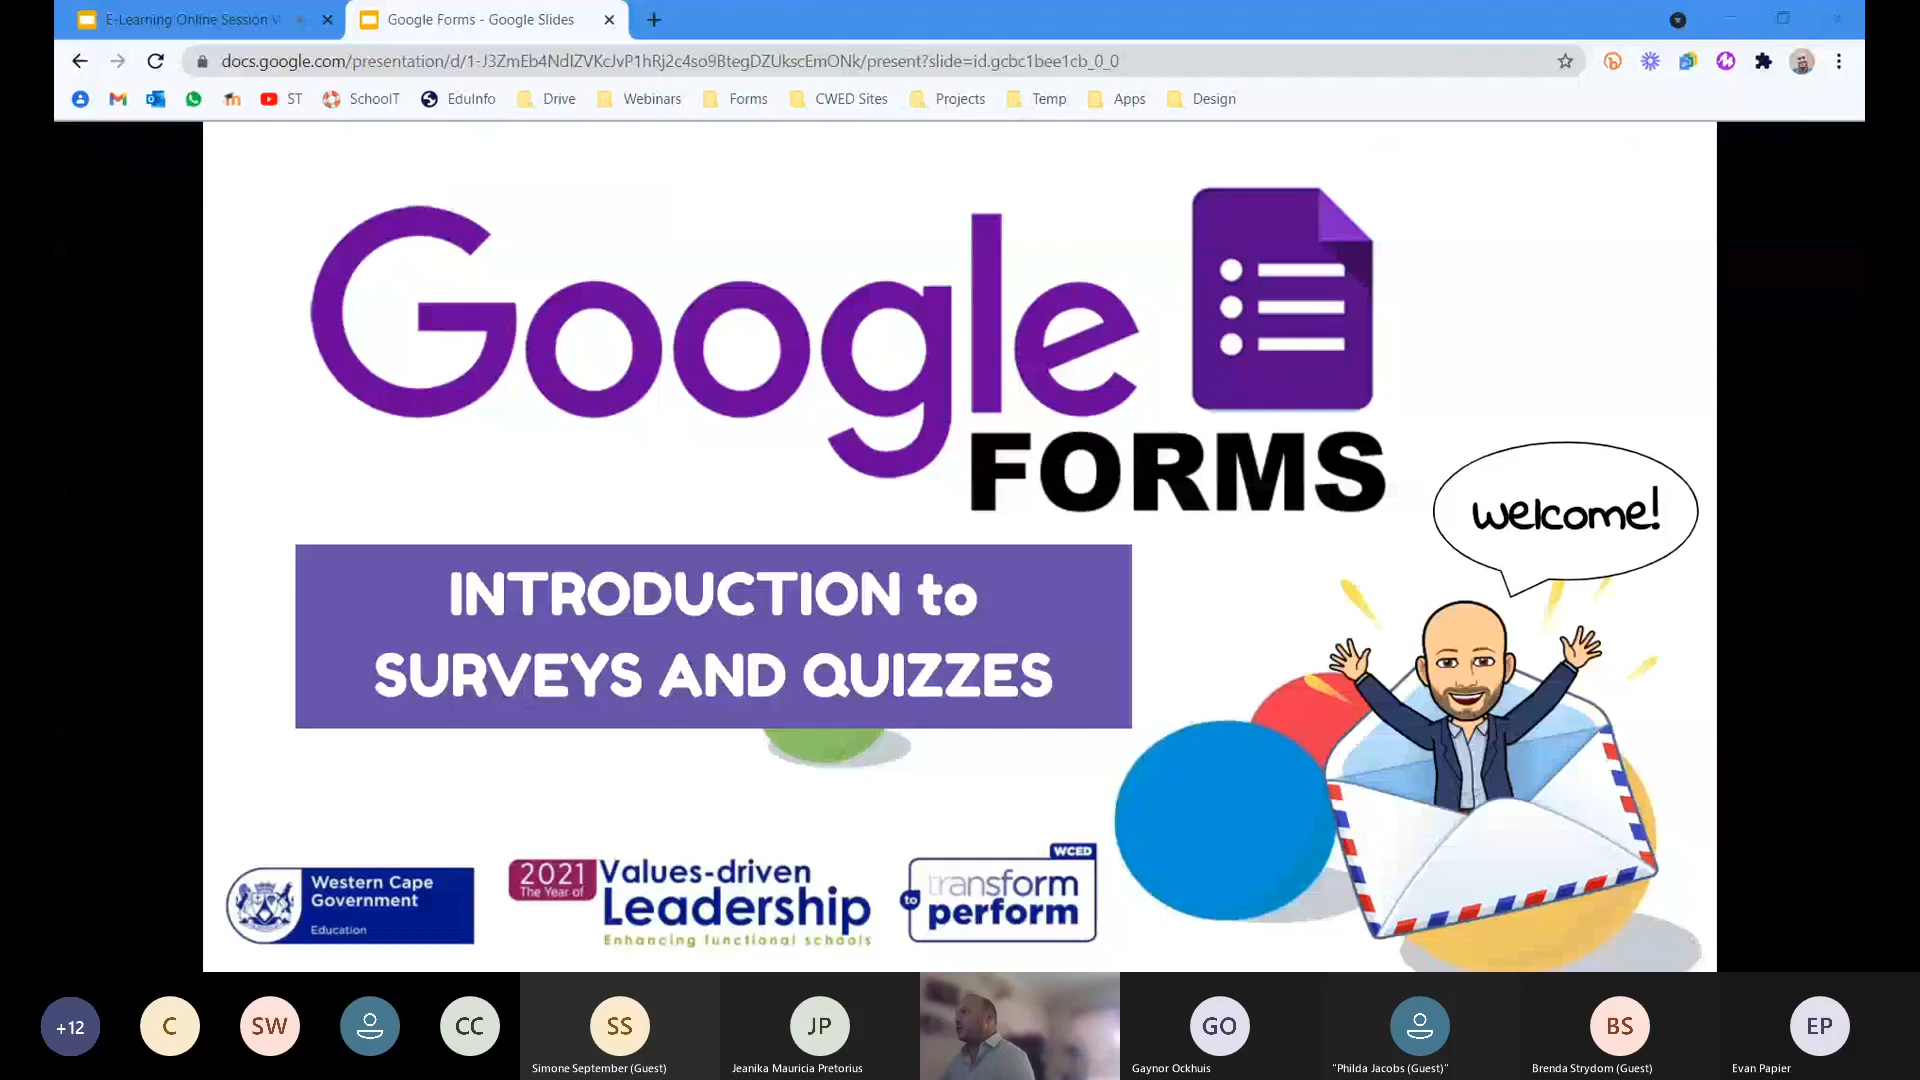 E-Learning Online Session
Google Forms - Google Slides
docs.google.com/presentation/d/1-J3ZmEb4NdIZVKcJvP1hRj2c4so9BtegDZUkscEmONk/present?slide=id.gcbc1bee1cb_0_0
ST SchoolT EduInfo Drive Webinars Forms CWED Sites Projects Temp Apps Design
Google
FORMS
welcome!
INTRODUCTION to
SURVEYS AND QUIZZES
Western Cape
Government
Education
2021
The Year of
Values-driven
Leadership
Enhancing functional schools
WCED
transform
to
perform
+12 C SW CC SS JP GO BS EP
Simone September (Guest) Jeanika Mauricia Pretorius Gaynor Ockhuis "Philda Jacobs (Guest)" Brenda Strydom (Guest) Evan Papier